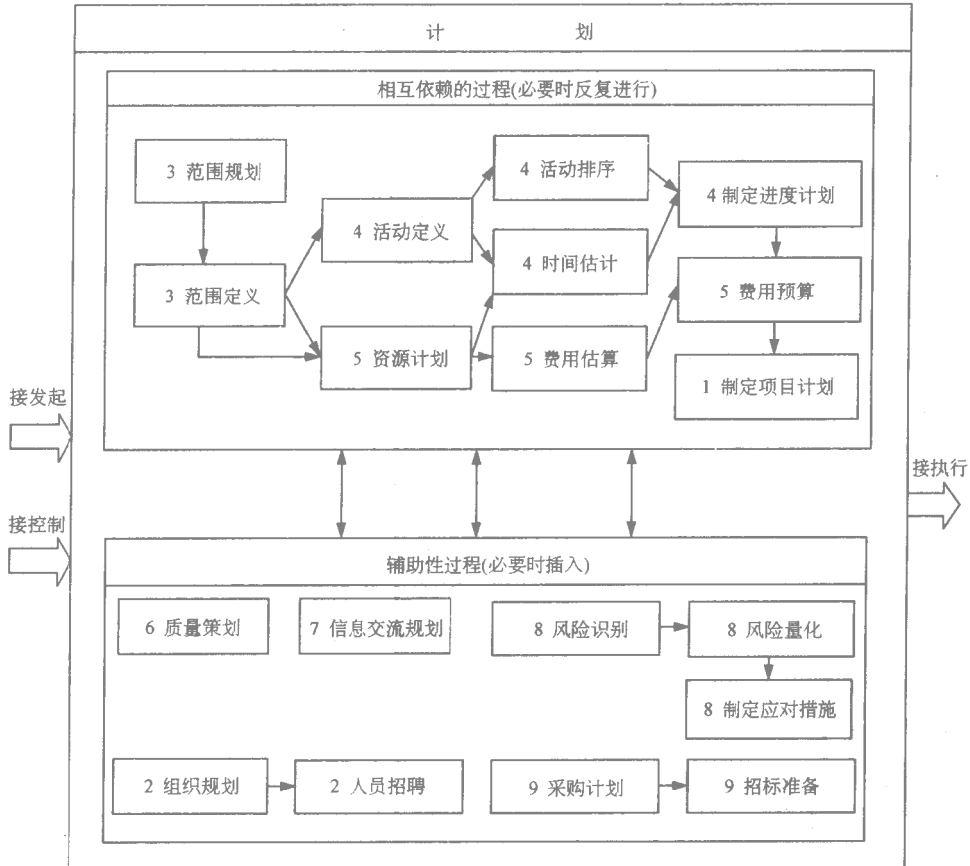 计 划
相互依赖的过程(必要时反复进行)
3 范围规划
4 活动排序
4 制定进度计划
4 活动定义
4 时间估计
3 范围定义
5 费用预算
5 资源计划
5 费用估算
1 制定项目计划
接发起
接执行
接控制
辅助性过程(必要时插入)
6 质量策划
7 信息交流规划
8 风险识别
8 风险量化
8 制定应对措施
2 组织规划
2 人员招聘
9 采购计划
9 招标准备